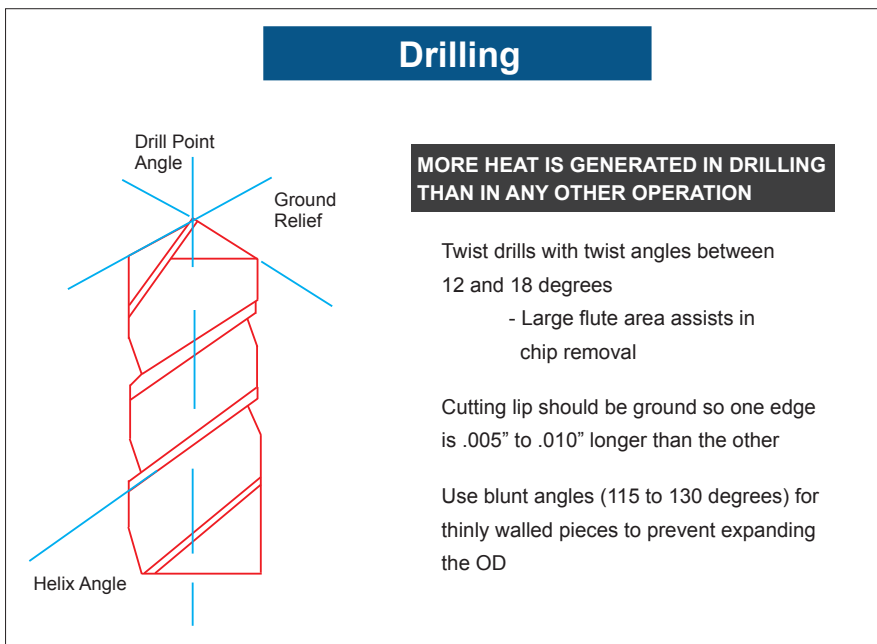 Drilling
Drill Point
Angle
Ground
Relief
Helix Angle
MORE HEAT IS GENERATED IN DRILLING
THAN IN ANY OTHER OPERATION
Twist drills with twist angles between
12 and 18 degrees
- Large flute area assists in
chip removal
Cutting lip should be ground so one edge
is .005” to .010” longer than the other
Use blunt angles (115 to 130 degrees) for
thinly walled pieces to prevent expanding
the OD